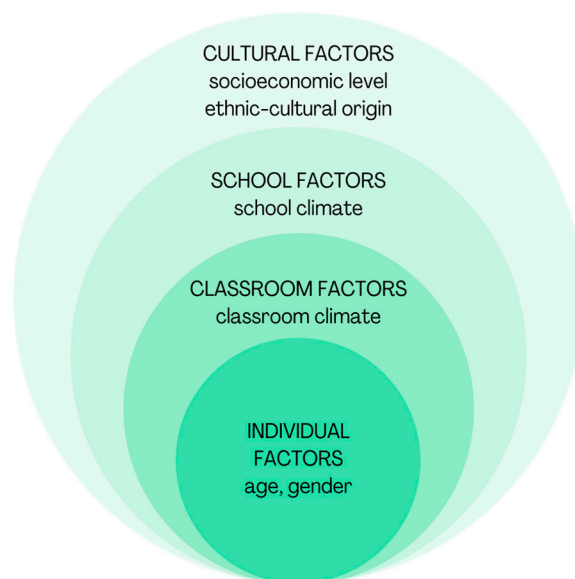 CULTURAL FACTORS
socioeconomic level
ethnic-cultural origin
SCHOOL FACTORS
school climate
CLASSROOM FACTORS
classroom climate
INDIVIDUAL
FACTORS
age, gender